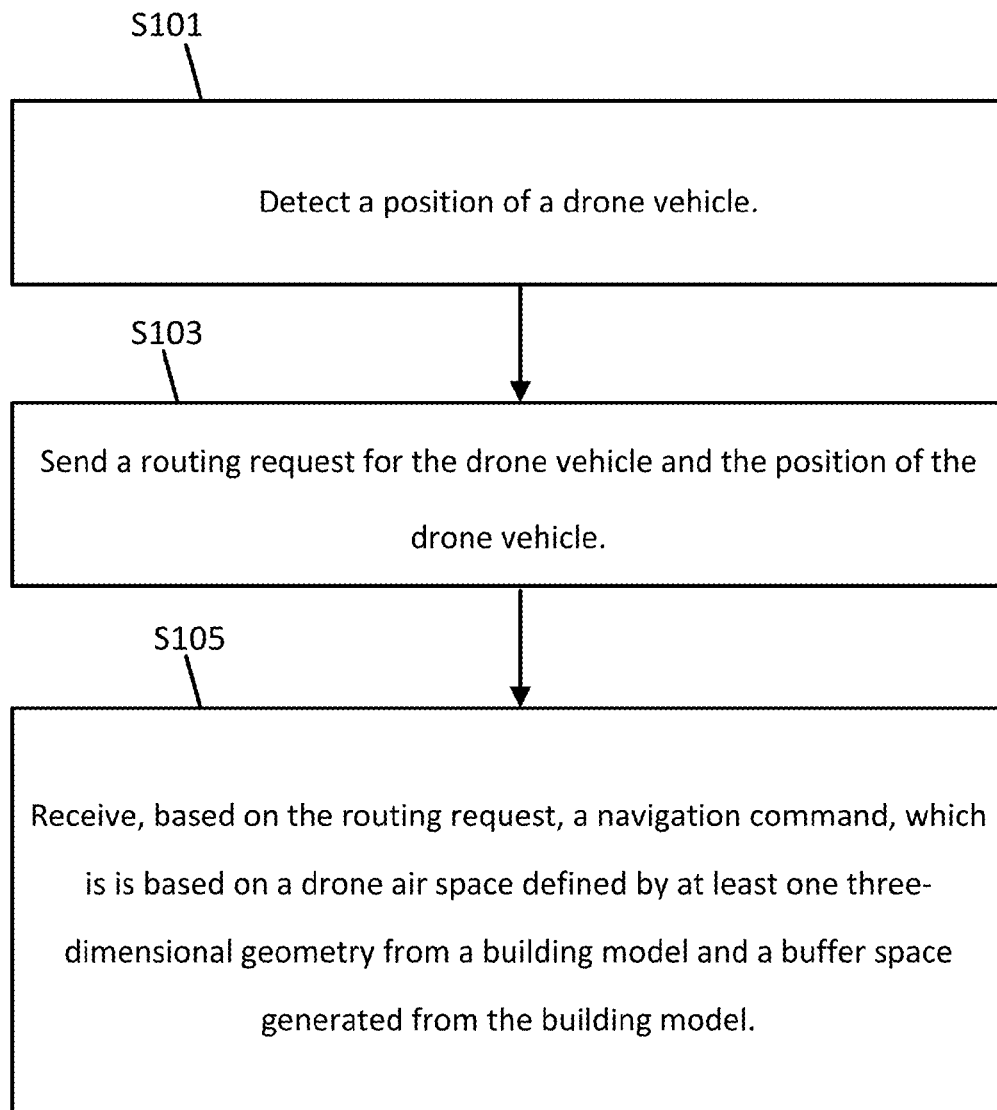 S101
Detect a position of a drone vehicle.
S103
Send a routing request for the drone vehicle and the position of the
drone vehicle.
S105
Receive, based on the routing request, a navigation command, which
is is based on a drone air space defined by at least one three-
dimensional geometry from a building model and a buffer space
generated from the building model.